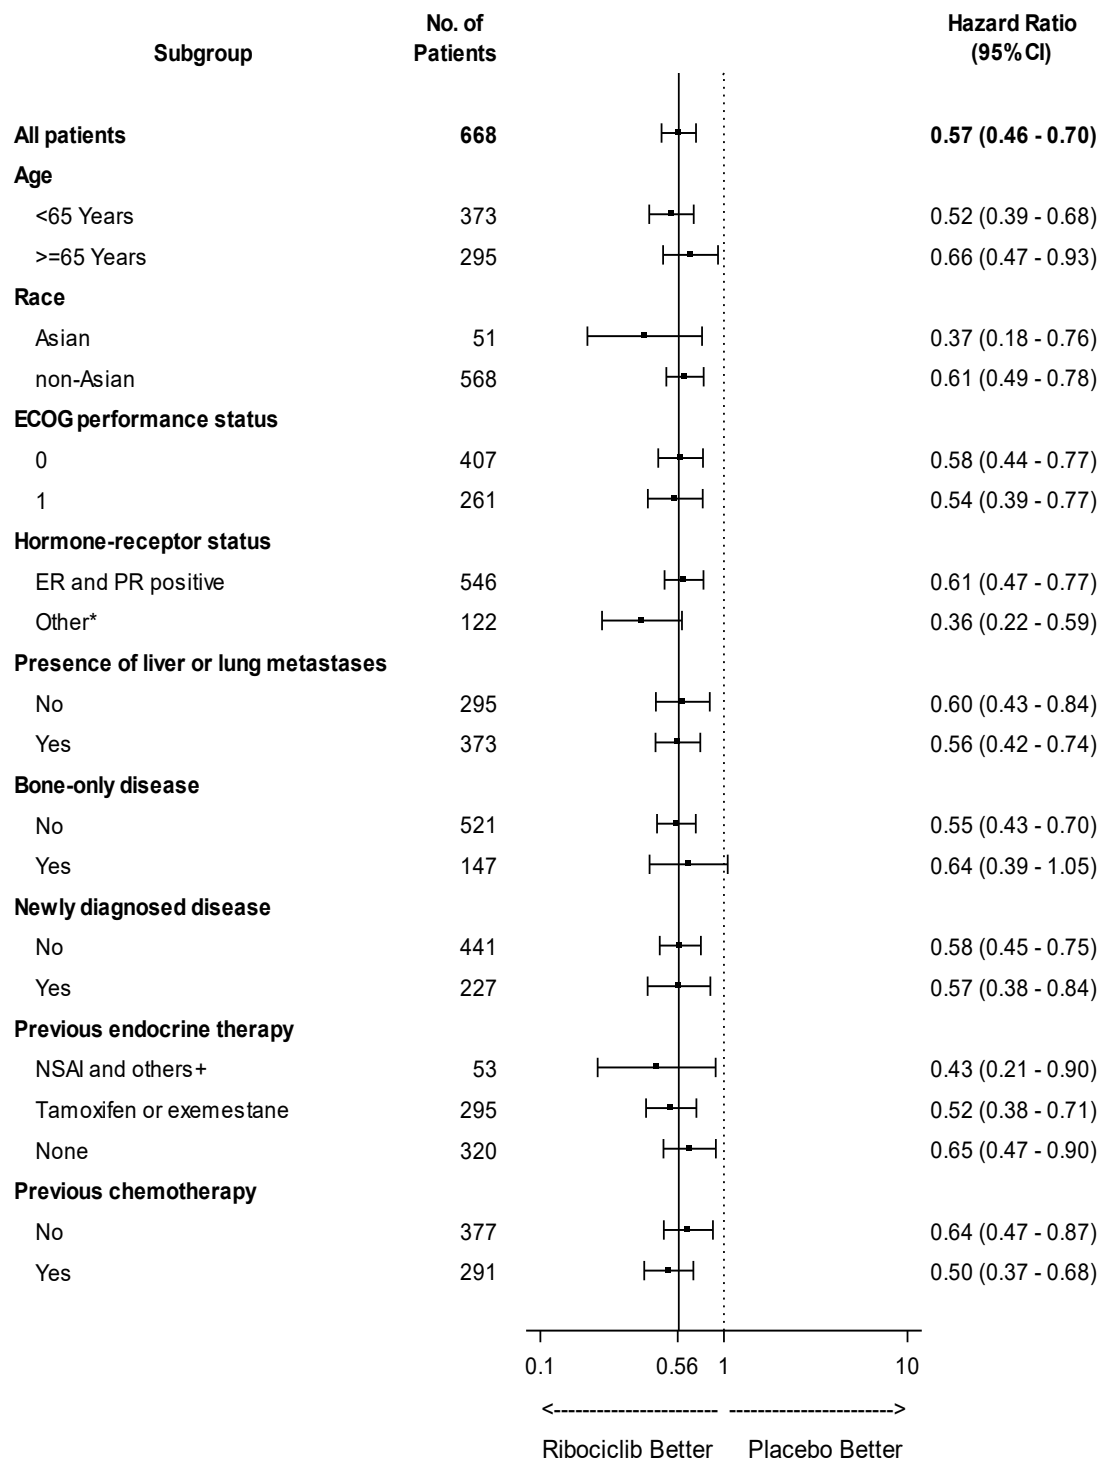 Subgroup No. of Patients Hazard Ratio (95%CI)
All patients 668 0.57 (0.46 - 0.70)
Age
<65 Years 373 0.52 (0.39 - 0.68)
>=65 Years 295 0.66 (0.47 - 0.93)
Race
Asian 51 0.37 (0.18 - 0.76)
non-Asian 568 0.61 (0.49 - 0.78)
ECOG performance status
0 407 0.58 (0.44 - 0.77)
1 261 0.54 (0.39 - 0.77)
Hormone-receptor status
ER and PR positive 546 0.61 (0.47 - 0.77)
Other* 122 0.36 (0.22 - 0.59)
Presence of liver or lung metastases
No 295 0.60 (0.43 - 0.84)
Yes 373 0.56 (0.42 - 0.74)
Bone-only disease
No 521 0.55 (0.43 - 0.70)
Yes 147 0.64 (0.39 - 1.05)
Newly diagnosed disease
No 441 0.58 (0.45 - 0.75)
Yes 227 0.57 (0.38 - 0.84)
Previous endocrine therapy
NSAI and others+ 53 0.43 (0.21 - 0.90)
Tamoxifen or exemestane 295 0.52 (0.38 - 0.71)
None 320 0.65 (0.47 - 0.90)
Previous chemotherapy
No 377 0.64 (0.47 - 0.87)
Yes 291 0.50 (0.37 - 0.68)
0.1 0.56 1 10
Ribociclib Better Placebo Better